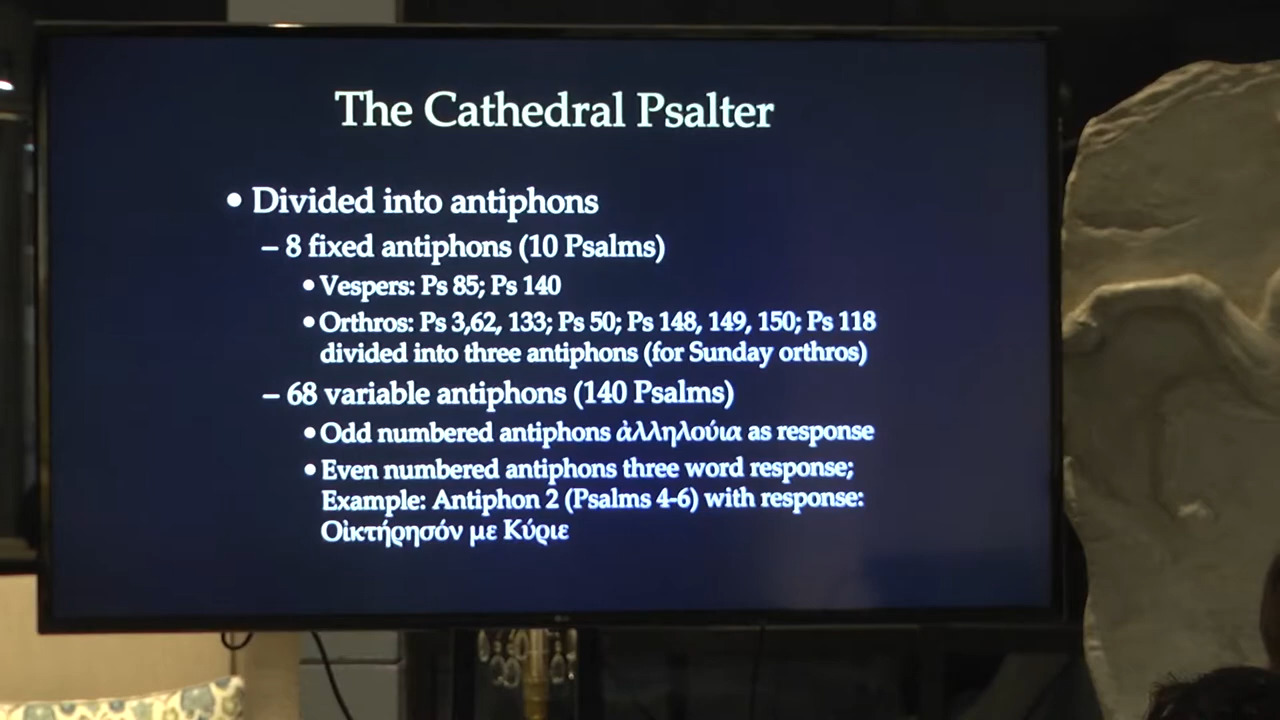 The Cathedral Psalter
• Divided into antiphons
– 8 fixed antiphons (10 Psalms)
• Vespers: Ps 85; Ps 140
• Orthros: Ps 3,62, 133; Ps 50; Ps 148, 149, 150; Ps 118
divided into three antiphons (for Sunday orthros)
– 68 variable antiphons (140 Psalms)
• Odd numbered antiphons ἀλληλούια as response
• Even numbered antiphons three word response;
Example: Antiphon 2 (Psalms 4-6) with response:
Οἰκτήρησόν με Κύριε